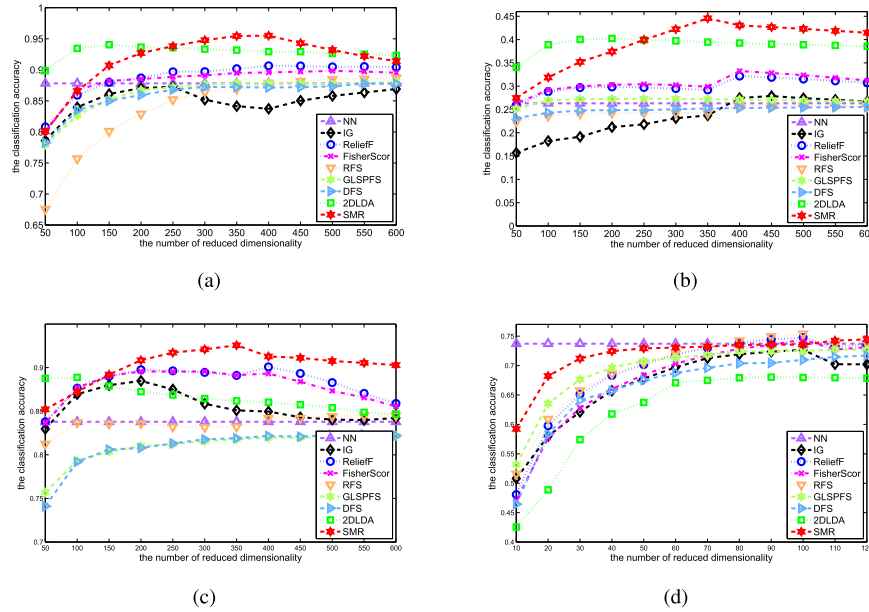 1
0.95
0.9
0.85
0.8
0.75
0.7
0.65
50 100 150 200 250 300 350 400 450 500 550 600
the classification accuracy
the number of reduced dimensionality
NN
IG
ReliefF
FisherScor
RFS
GLSPFS
DFS
2DLDA
SMR
(a)
0.45
0.4
0.35
0.3
0.25
0.2
0.15
0.1
0.05
0
50 100 150 200 250 300 350 400 450 500 550 60
the classification accuracy
the number of reduced dimensionality
NN
IG
ReliefF
FisherScor
RFS
GLSPFS
DFS
2DLDA
SMR
(b)
0.9
0.85
0.8
0.75
0.7
50 100 150 200 250 300 350 400 450 500 550 600
the classification accuracy
the number of reduced dimensionality
NN
IG
ReliefF
FisherScor
RFS
GLSPFS
DFS
2DLDA
SMR
(c)
0.75
0.7
0.65
0.6
0.55
0.5
0.45
0.4
10 20 30 40 50 60 70 80 90 100 110 12
the classification accuracy
the number of reduced dimensionality
NN
IG
ReliefF
FisherScor
RFS
GLSPFS
DFS
2DLDA
SMR
(d)